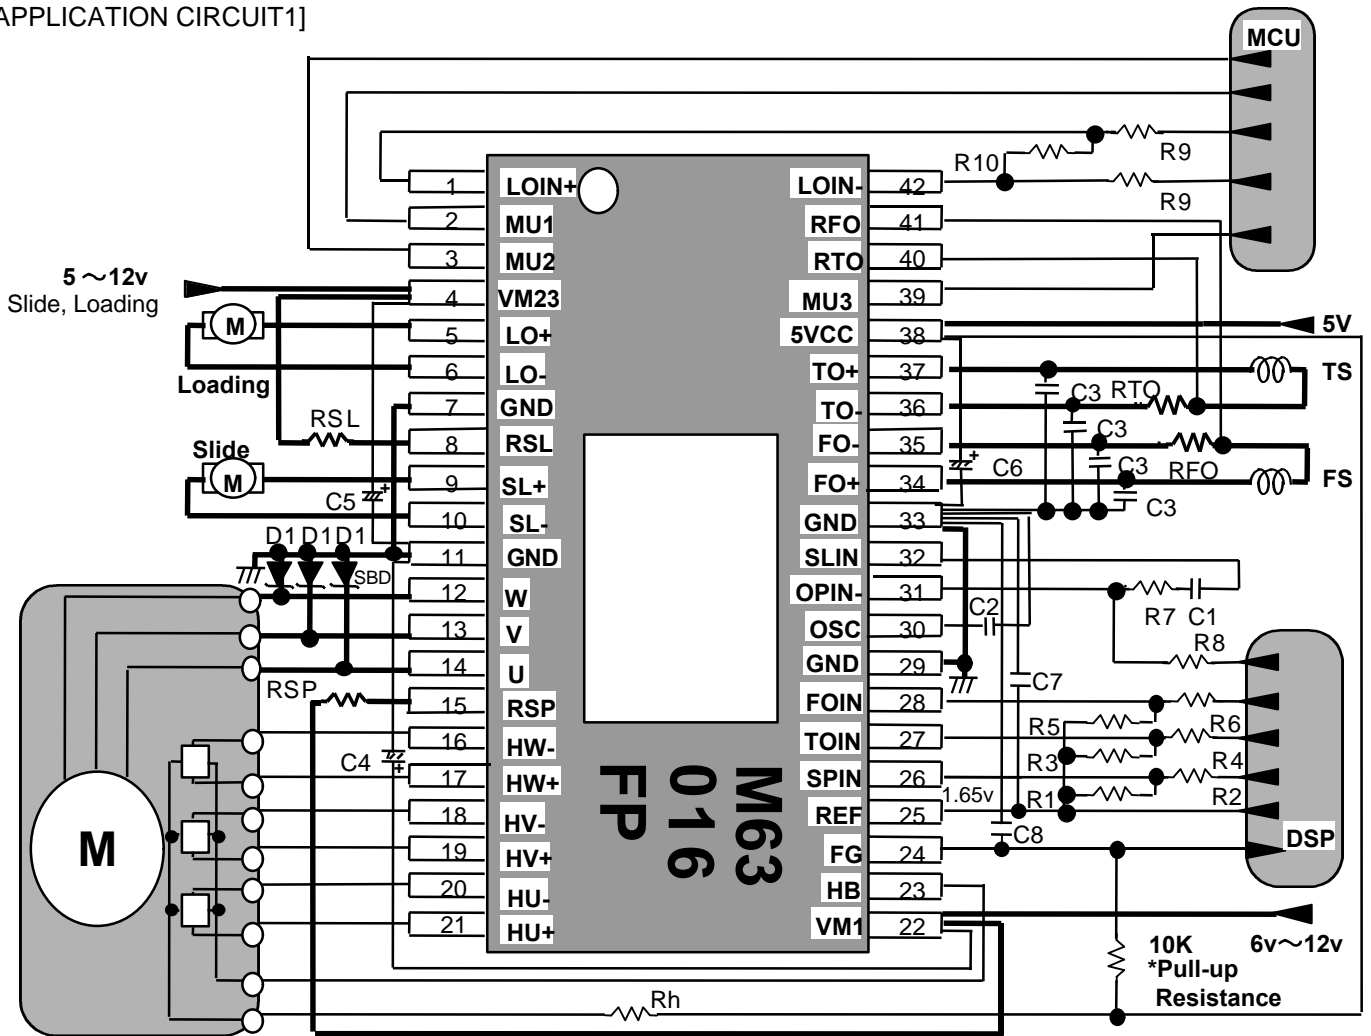 APPLICATION CIRCUIT1]
MCU
R9
R10
R9
1 LOIN+ LOIN- 42
2 MU1 RFO 41
3 MU2 RTO 40
5 ~12v
Slide, Loading
4 VM23 MU3 39
5 LO+ 5VCC 38
5V
M
Loading
6 LO- TO+ 37
TS
7 GND TO- 36
C3 RTO
RSL
8 RSL FO- 35
C3
RFO
Slide
M
9 SL+ FO+ 34
C6
C3
FS
C5
10 SL- GND 33
C3
D1 D1 D1
SBD
11 GND SLIN 32
12 W OPIN- 31
R7 C1
13 V OSC 30
C2
R8
14 U GND 29
C7
RSP
15 RSP FOIN 28
R5 R6
16 HW- TOIN 27
C4
R3 R4
17 HW+ SPIN 26
R1 R2
1.65v
18 HV- REF 25
C8
DSP
19 HV+ FG 24
20 HU- HB 23
21 HU+ VM1 22
M63
016
FP
M
6v~12v
10K
*Pull-up
Resistance
Rh